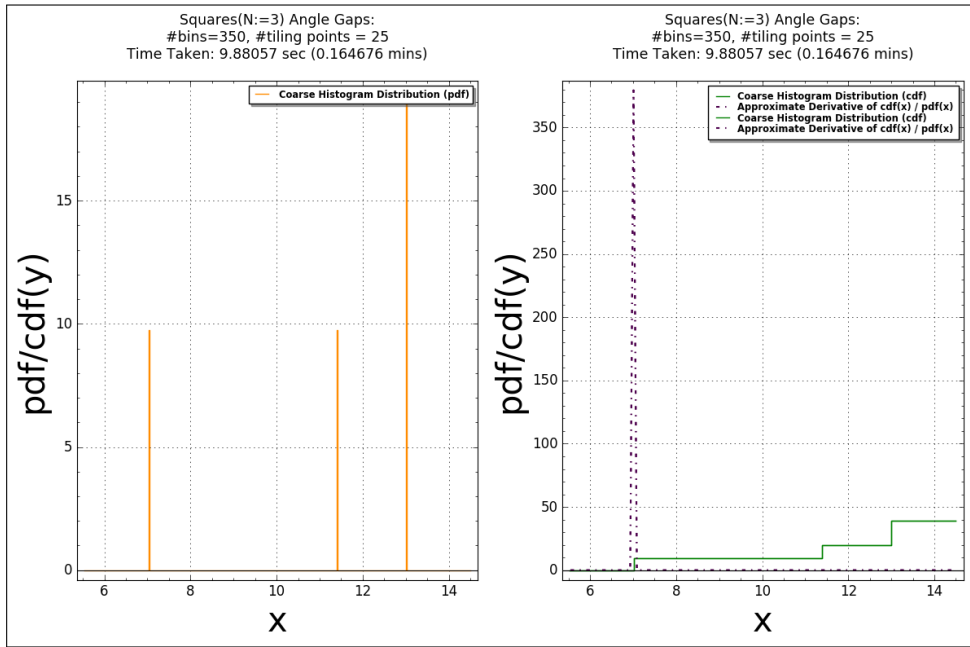 Squares(N:=3) Angle Gaps:
#bins=350, #tiling points = 25
Time Taken: 9.88057 sec (0.164676 mins)
Coarse Histogram Distribution (pdf)
pdf/cdf(y)
15
10
5
0
6 8 10 12 14
x
Squares(N:=3) Angle Gaps:
#bins=350, #tiling points = 25
Time Taken: 9.88057 sec (0.164676 mins)
Coarse Histogram Distribution (cdf)
Approximate Derivative of cdf(x) / pdf(x)
Coarse Histogram Distribution (cdf)
Approximate Derivative of cdf(x) / pdf(x)
pdf/cdf(y)
350
300
250
200
150
100
50
0
6 8 10 12 14
x